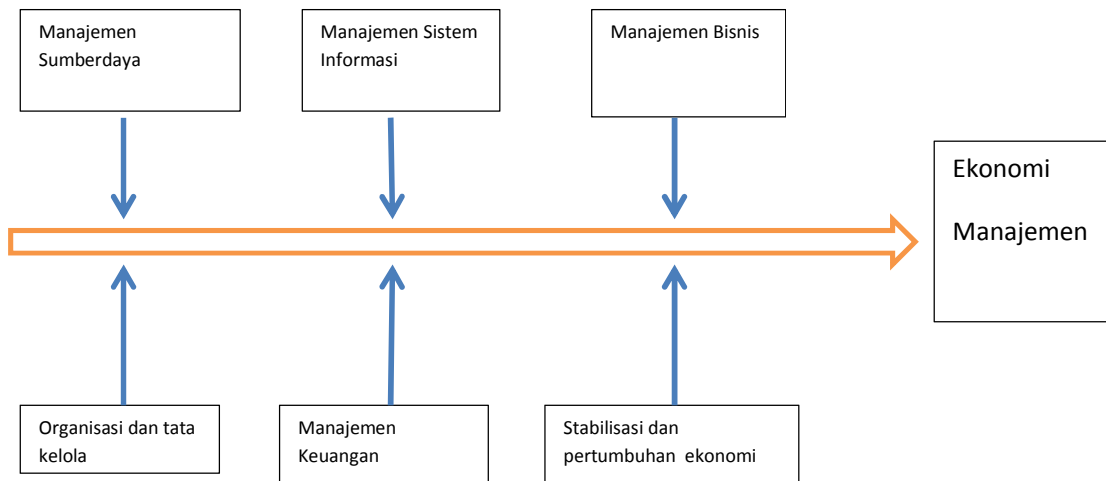 Manajemen
Sumberdaya
Manajemen Sistem
Informasi
Manajemen Bisnis
Ekonomi
Manajemen
Organisasi dan tata
kelola
Manajemen
Keuangan
Stabilisasi dan
pertumbuhan ekonomi